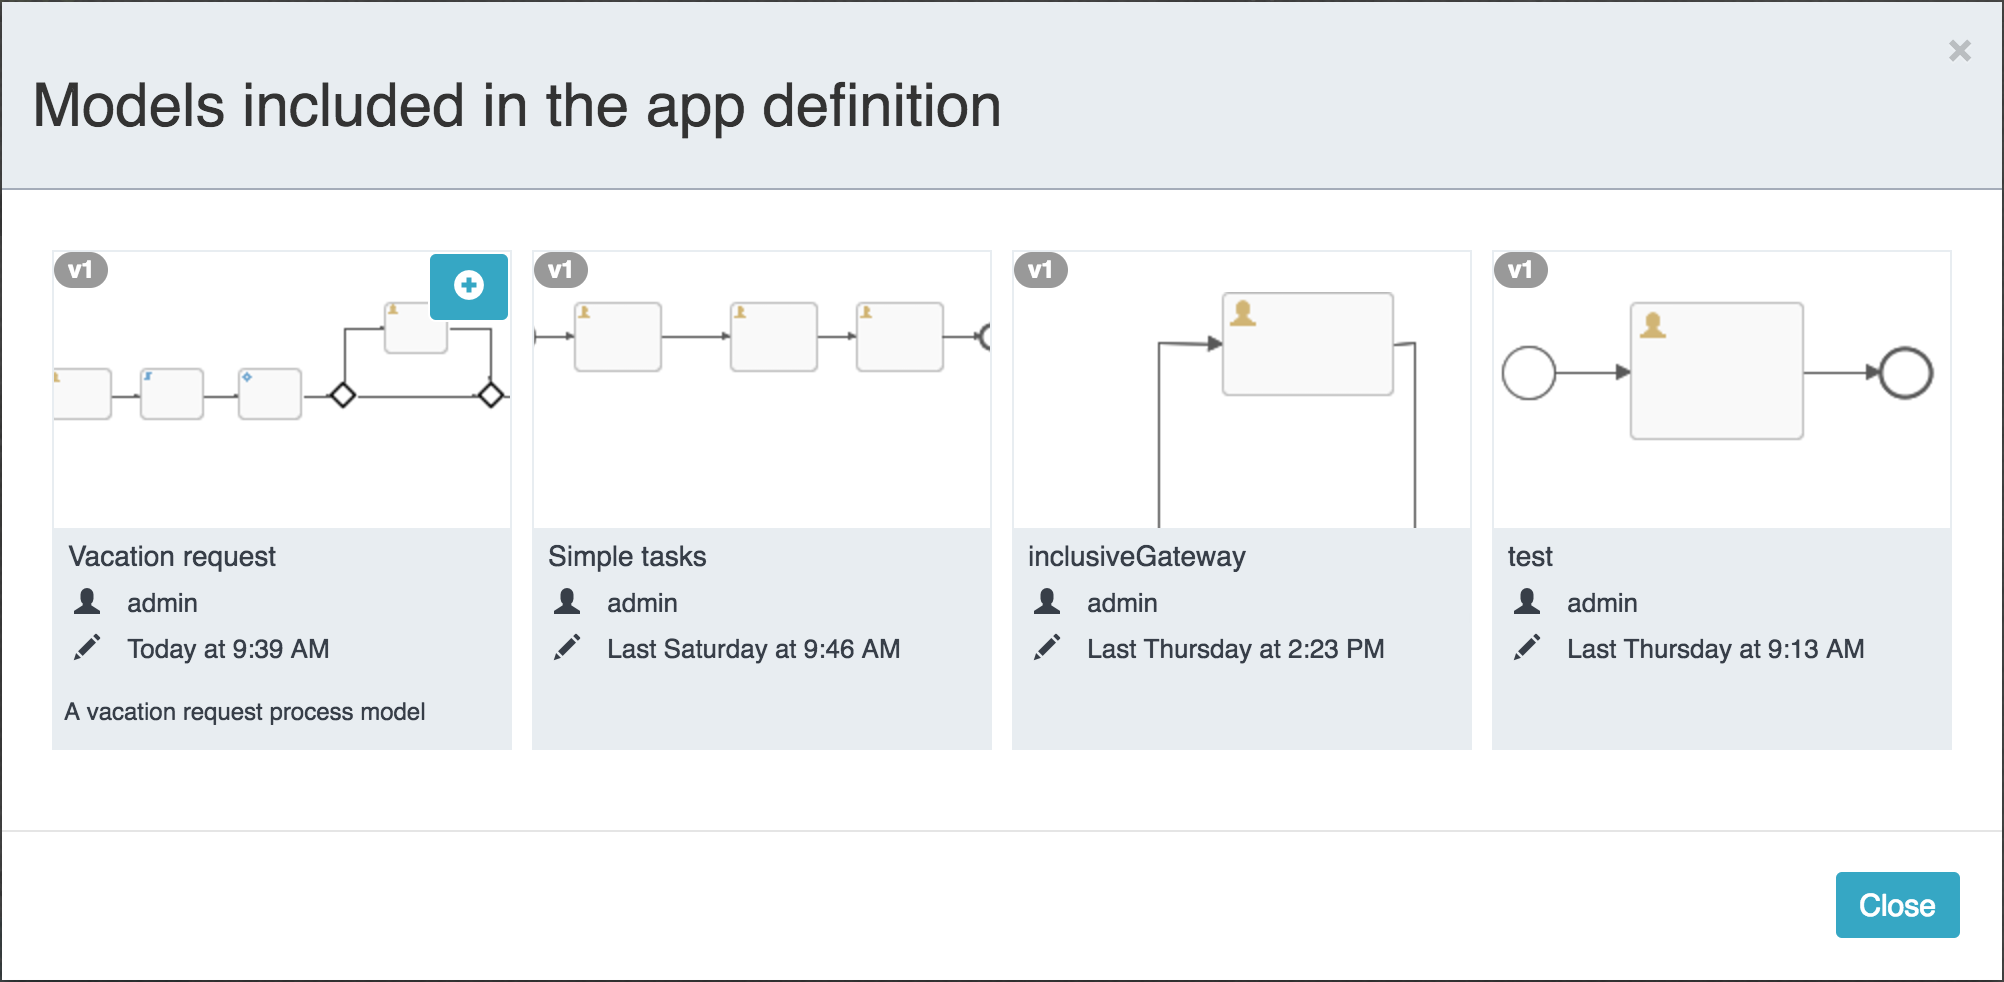 Models included in the app definition
×
v1
Vacation request
admin
Today at 9:39 AM
A vacation request process model
v1
Simple tasks
admin
Last Saturday at 9:46 AM
v1
inclusiveGateway
admin
Last Thursday at 2:23 PM
v1
test
admin
Last Thursday at 9:13 AM
Close